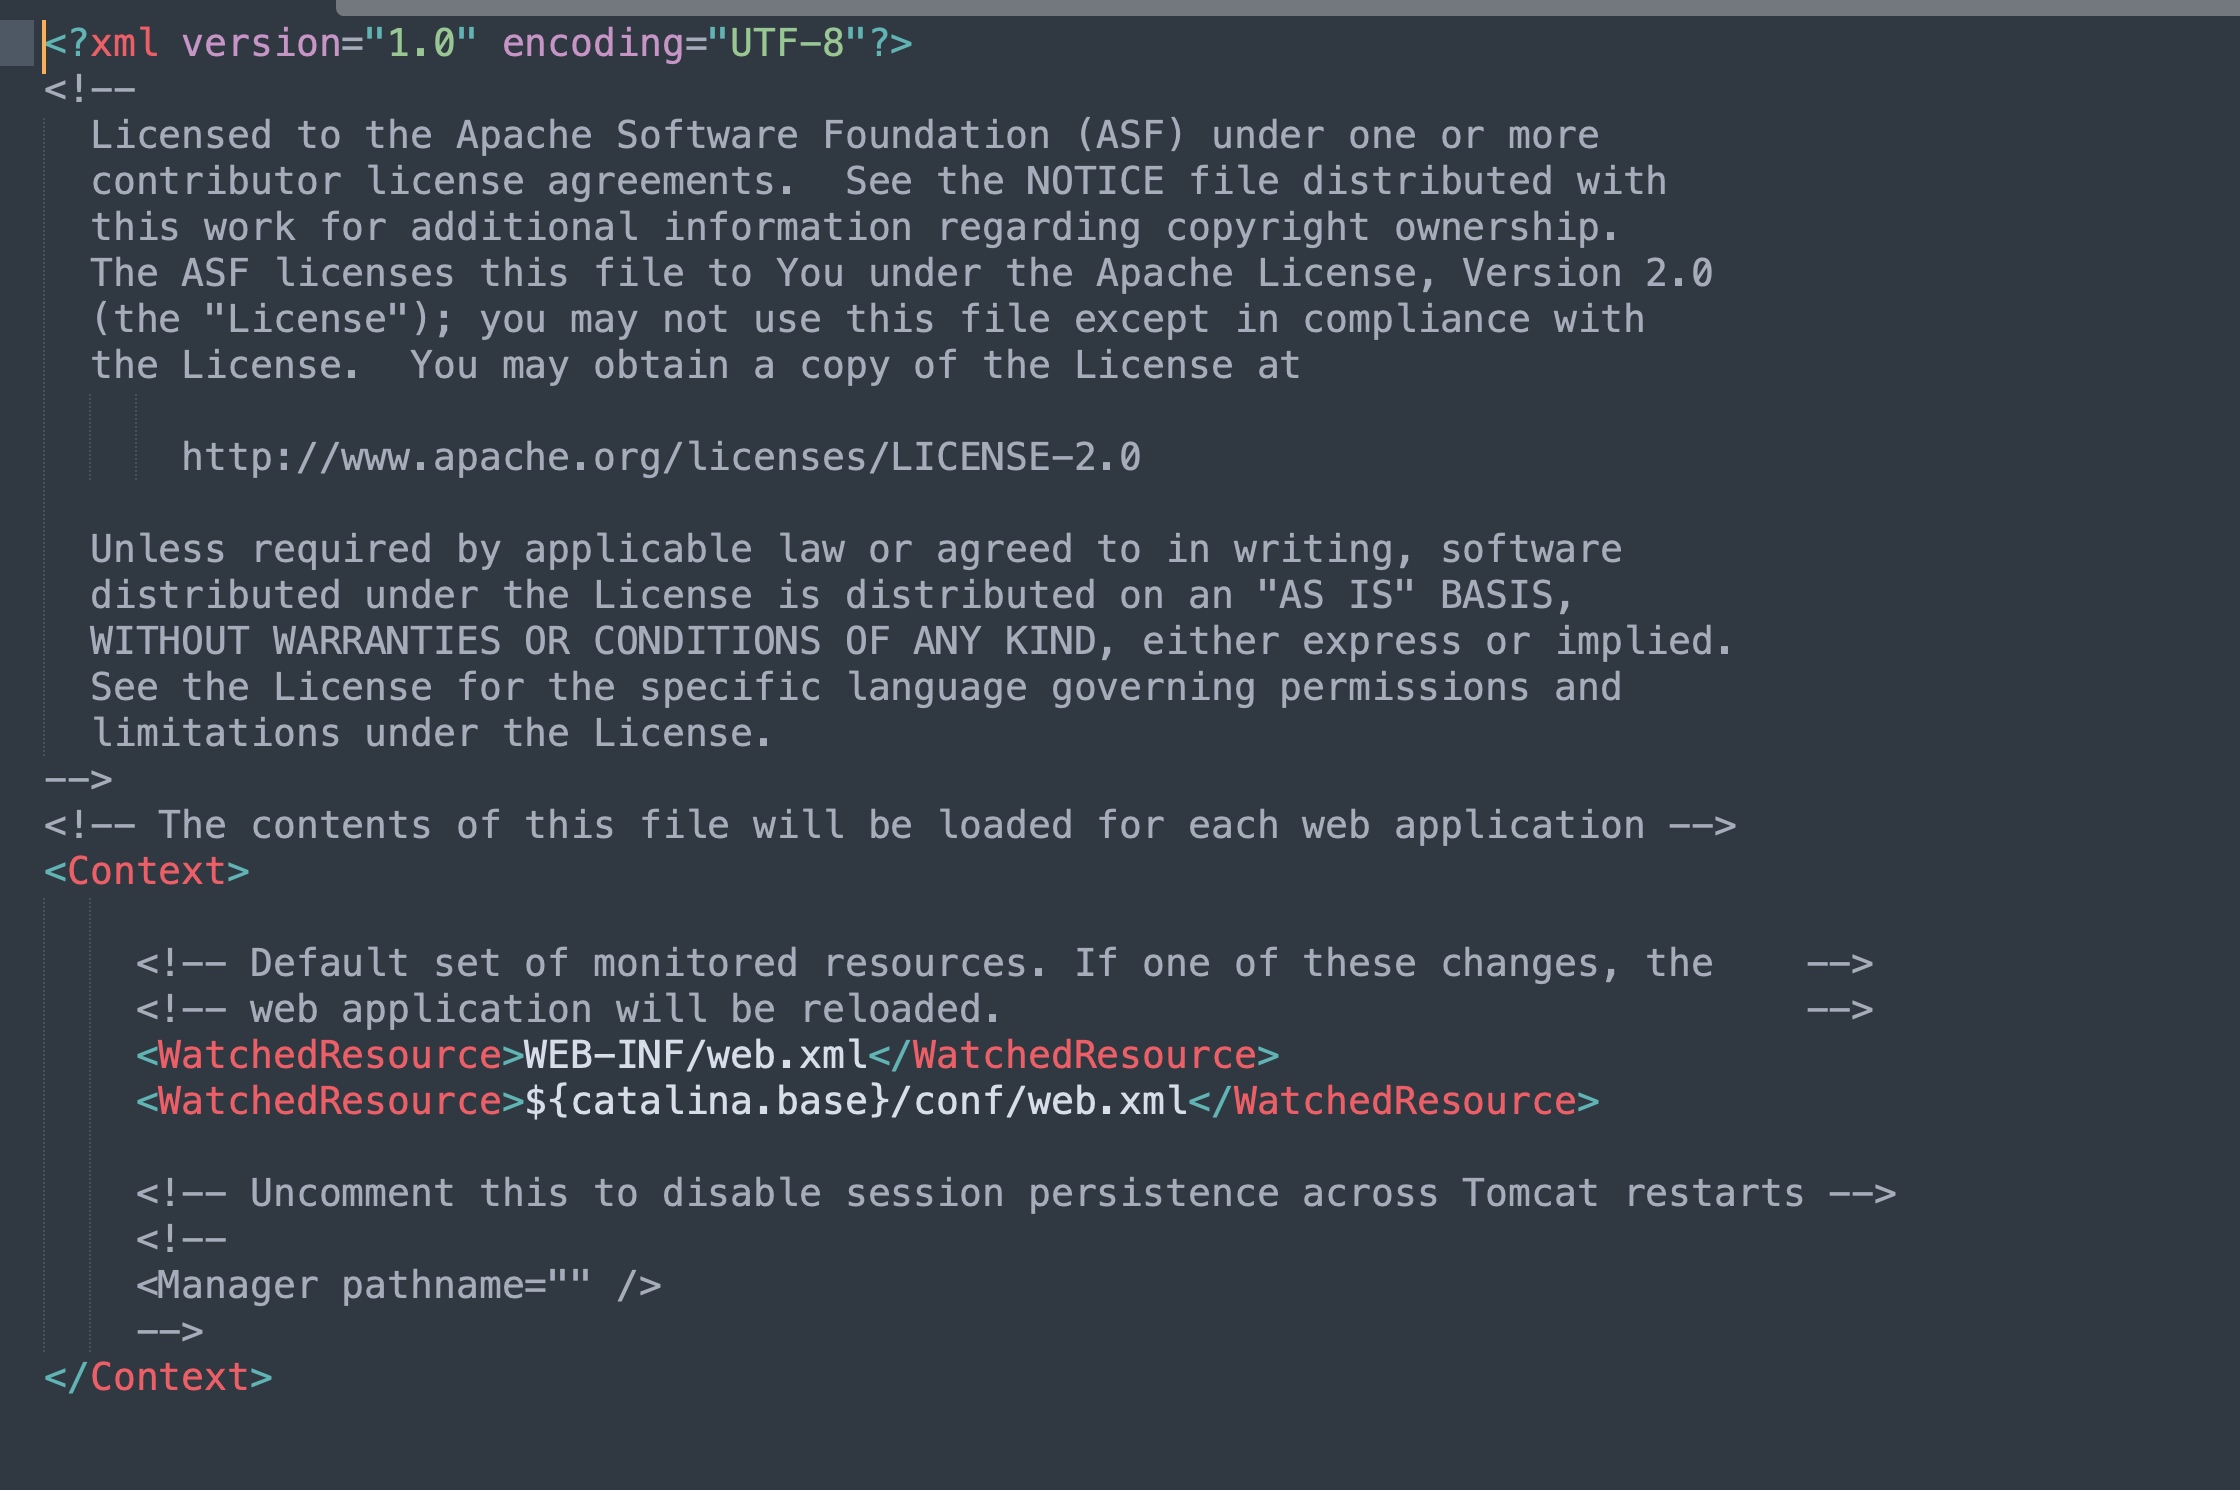 <?xml version="1.0" encoding="UTF-8"?>
<!--
  Licensed to the Apache Software Foundation (ASF) under one or more
  contributor license agreements.  See the NOTICE file distributed with
  this work for additional information regarding copyright ownership.
  The ASF licenses this file to You under the Apache License, Version 2.0
  (the "License"); you may not use this file except in compliance with
  the License.  You may obtain a copy of the License at

      http://www.apache.org/licenses/LICENSE-2.0

  Unless required by applicable law or agreed to in writing, software
  distributed under the License is distributed on an "AS IS" BASIS,
  WITHOUT WARRANTIES OR CONDITIONS OF ANY KIND, either express or implied.
  See the License for the specific language governing permissions and
  limitations under the License.
-->
<!-- The contents of this file will be loaded for each web application -->
<Context>

    <!-- Default set of monitored resources. If one of these changes, the    -->
    <!-- web application will be reloaded.                                   -->
    <WatchedResource>WEB-INF/web.xml</WatchedResource>
    <WatchedResource>${catalina.base}/conf/web.xml</WatchedResource>

    <!-- Uncomment this to disable session persistence across Tomcat restarts -->
    <!--
    <Manager pathname="" />
    -->
</Context>